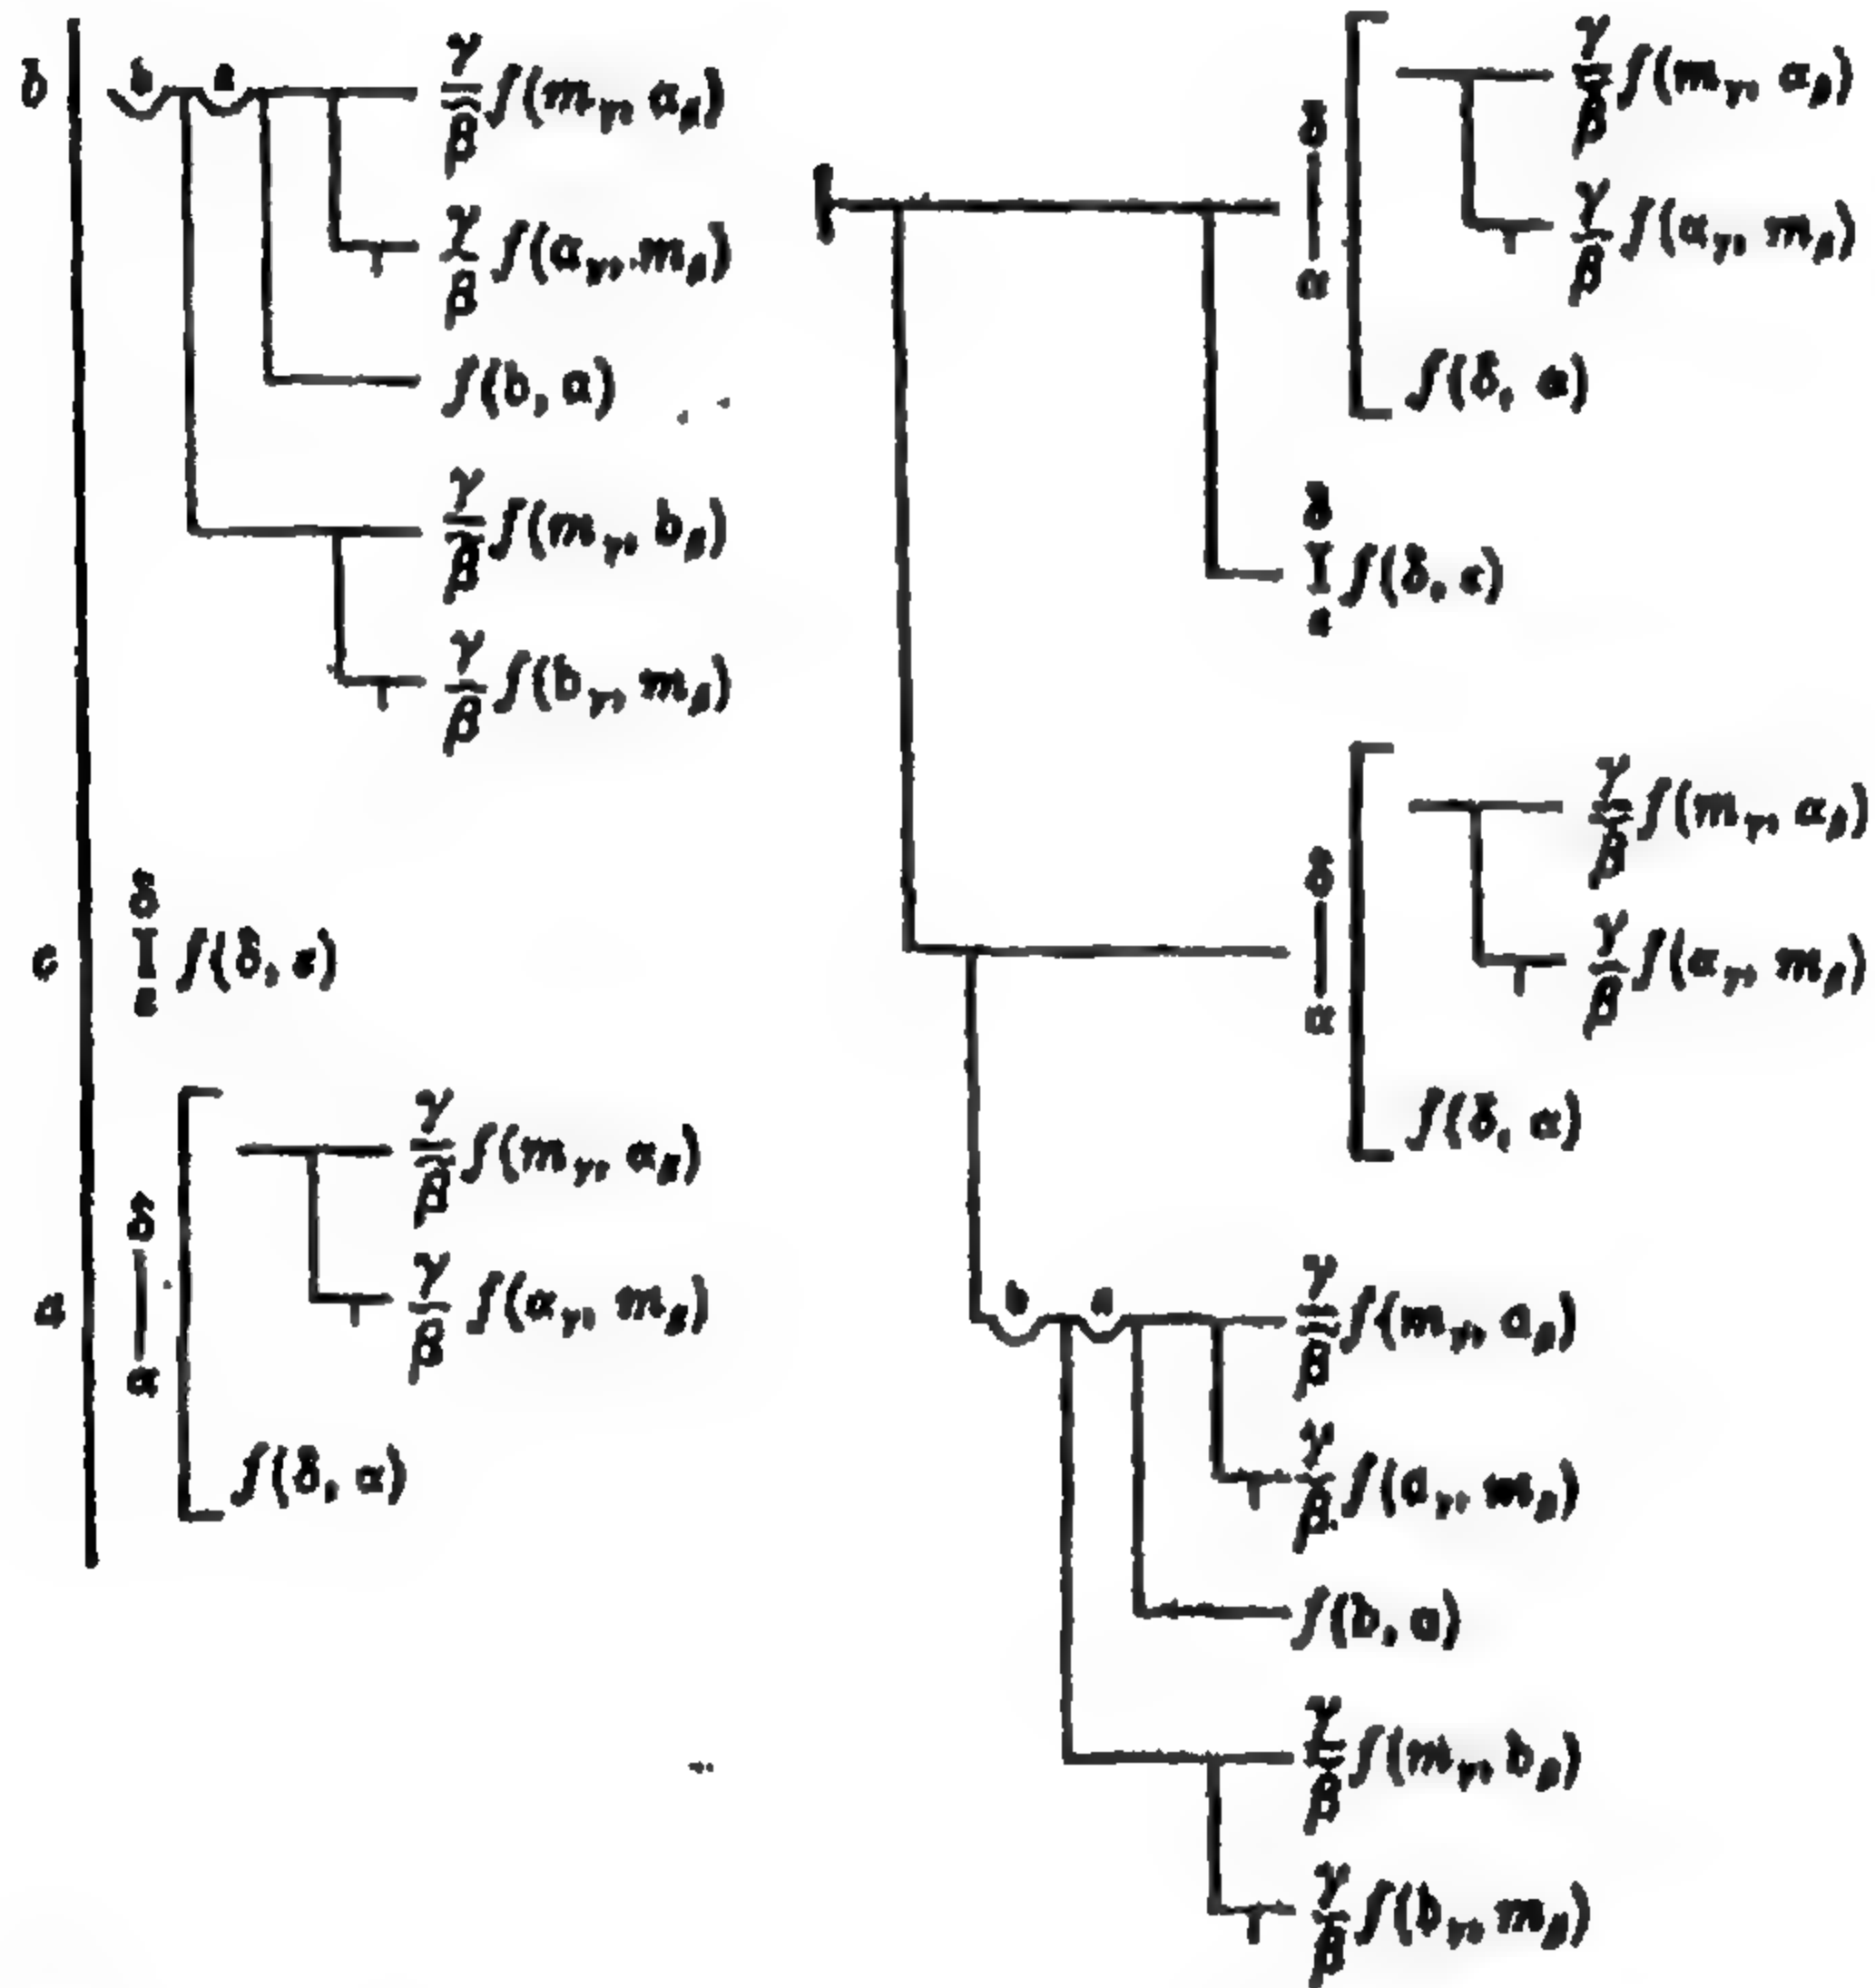 b
b a
γ/β f(m_γ, a_β)
γ/β f(a_γ, m_β)
f(b, a)
γ/β f(m_γ, b_β)
γ/β f(b_γ, m_β)
c
δ I ε f(δ, ε)
a
δ | α
γ/β f(m_γ, α_β)
γ/β f(α_γ, m_β)
f(δ, α)
δ | α
γ/β f(m_γ, α_β)
γ/β f(α_γ, m_β)
f(δ, α)
δ I ε f(δ, ε)
δ | α
γ/β f(m_γ, α_β)
γ/β f(α_γ, m_β)
f(δ, α)
b a
γ/β f(m_γ, a_β)
γ/β f(a_γ, m_β)
f(b, a)
γ/β f(m_γ, b_β)
γ/β f(b_γ, m_β)